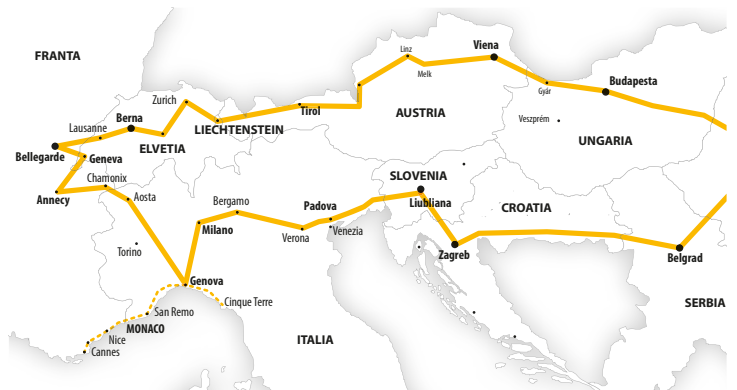 FRANTA
Linz
Viena
Melk
Gyár
Budapesta
Zurich
Berna
Lausanne
LIECHTENSTEIN
Tirol
AUSTRIA
Veszprém
UNGARIA
Bellegarde
Geneva
ELVETIA
Chamonix
Annecy
Aosta
SLOVENIA
Liubliana
Bergamo
Padova
CROATIA
Milano
Verona
Venezia
Torino
Zagreb
Belgrad
Genova
Cinque Terre
SERBIA
San Remo
MONACO
Nice
Cannes
ITALIA